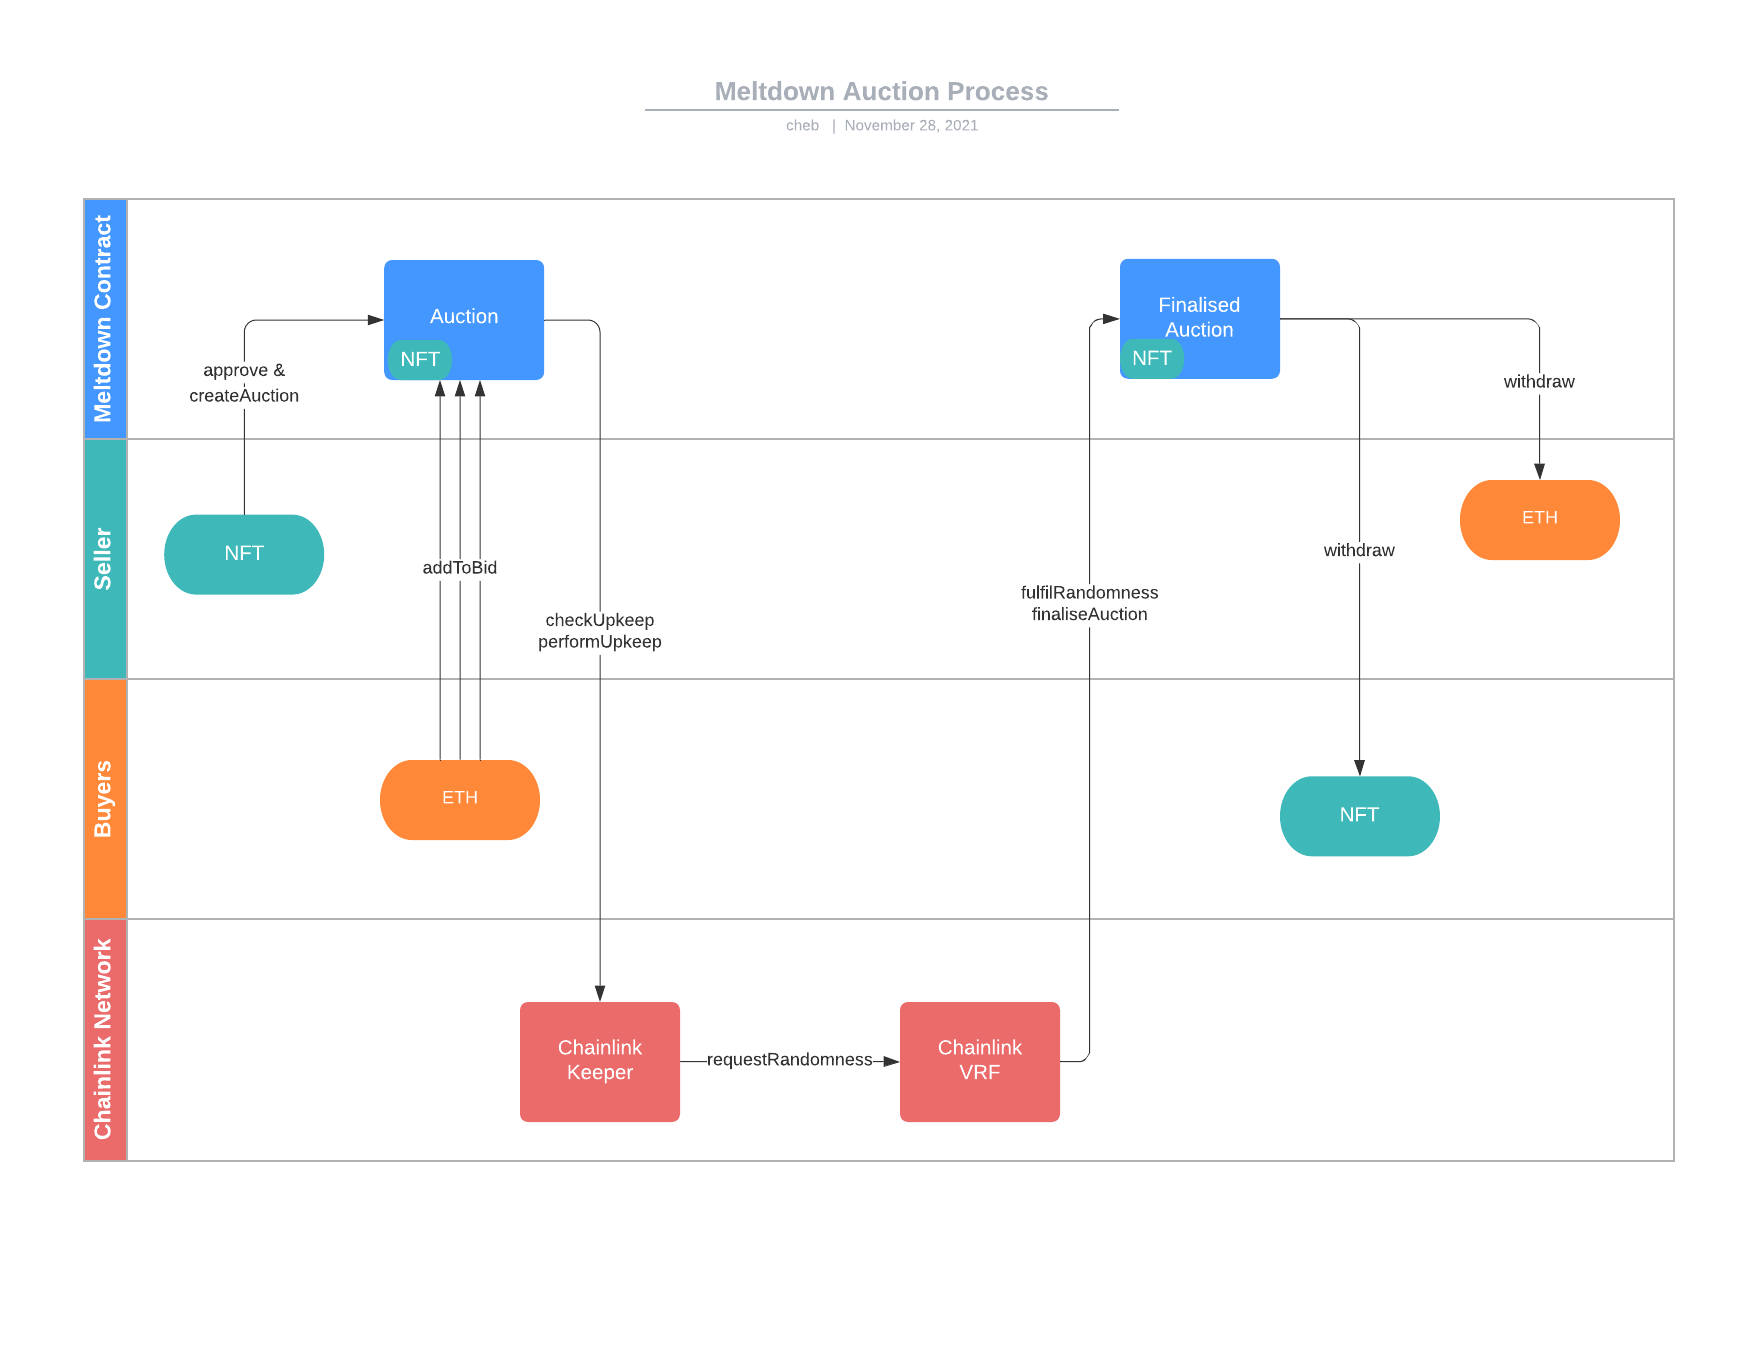 Meltdown Auction Process
cheb | November 28, 2021
Meltdown Contract
Auction
NFT
approve &
createAuction
Finalised
Auction
NFT
withdraw
Seller
NFT
addToBid
checkUpkeep
performUpkeep
fulfilRandomness
finaliseAuction
withdraw
ETH
Buyers
ETH
NFT
Chainlink Network
Chainlink
Keeper
requestRandomness
Chainlink
VRF